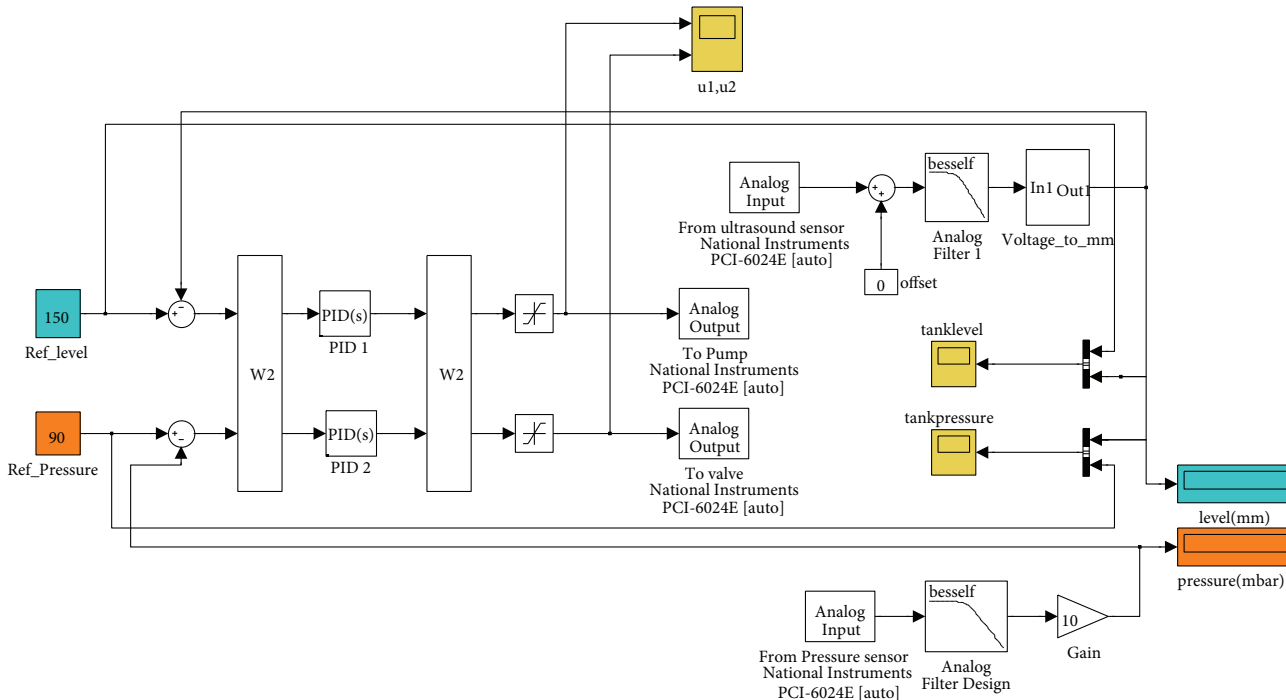 u1,u2
besself
Analog
Input
+
+
In1 Out1
From ultrasound sensor
National Instruments
PCI-6024E [auto]
Analog
Filter 1
Voltage_to_mm
0
offset
150
Ref_level
+
−
W2
PID(s)
PID 1
W2
Analog
Output
To Pump
National Instruments
PCI-6024E [auto]
tanklevel
90
Ref_Pressure
+
−
PID(s)
PID 2
Analog
Output
To valve
National Instruments
PCI-6024E [auto]
tankpressure
level(mm)
pressure(mbar)
Analog
Input
From Pressure sensor
National Instruments
PCI-6024E [auto]
besself
Analog
Filter Design
10
Gain